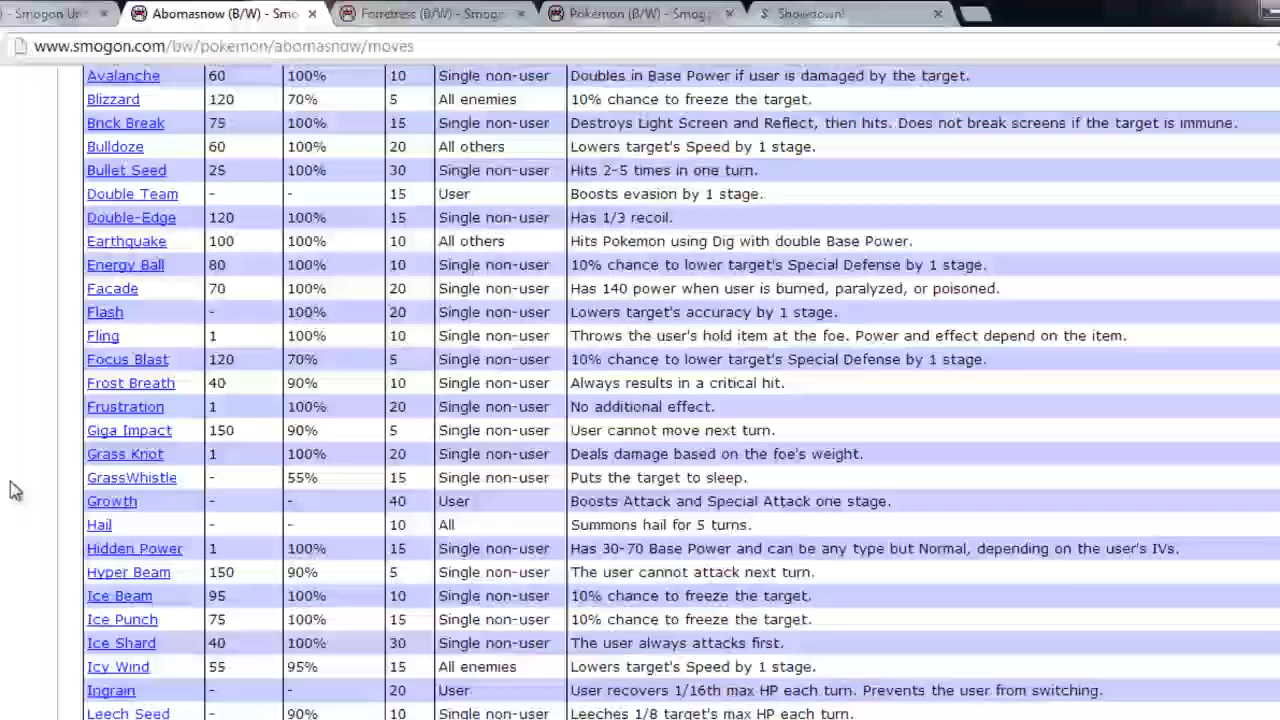 Smogon Un
Abomasnow (B/W) - Smo
Forretress (B/W) - Smogo
Pokemon (B/W) - Smog
Showdown!
www.smogon.com/bw/pokemon/abomasnow/moves
Avalanche 60 100% 10 Single non-user Doubles in Base Power if user is damaged by the target.
Blizzard 120 70% 5 All enemies 10% chance to freeze the target.
Brick Break 75 100% 15 Single non-user Destroys Light Screen and Reflect, then hits. Does not break screens if the target is immune.
Bulldoze 60 100% 20 All others Lowers target's Speed by 1 stage.
Bullet Seed 25 100% 30 Single non-user Hits 2-5 times in one turn.
Double Team - - 15 User Boosts evasion by 1 stage.
Double-Edge 120 100% 15 Single non-user Has 1/3 recoil.
Earthquake 100 100% 10 All others Hits Pokemon using Dig with double Base Power.
Energy Ball 80 100% 10 Single non-user 10% chance to lower target's Special Defense by 1 stage.
Facade 70 100% 20 Single non-user Has 140 power when user is burned, paralyzed, or poisoned.
Flash - 100% 20 Single non-user Lowers target's accuracy by 1 stage.
Fling 1 100% 10 Single non-user Throws the user's hold item at the foe. Power and effect depend on the item.
Focus Blast 120 70% 5 Single non-user 10% chance to lower target's Special Defense by 1 stage.
Frost Breath 40 90% 10 Single non-user Always results in a critical hit.
Frustration 1 100% 20 Single non-user No additional effect.
Giga Impact 150 90% 5 Single non-user User cannot move next turn.
Grass Knot 1 100% 20 Single non-user Deals damage based on the foe's weight.
GrassWhistle - 55% 15 Single non-user Puts the target to sleep.
Growth - - 40 User Boosts Attack and Special Attack one stage.
Hail - - 10 All Summons hail for 5 turns.
Hidden Power 1 100% 15 Single non-user Has 30-70 Base Power and can be any type but Normal, depending on the user's IVs.
Hyper Beam 150 90% 5 Single non-user The user cannot attack next turn.
Ice Beam 95 100% 10 Single non-user 10% chance to freeze the target.
Ice Punch 75 100% 15 Single non-user 10% chance to freeze the target.
Ice Shard 40 100% 30 Single non-user The user always attacks first.
Icy Wind 55 95% 15 All enemies Lowers target's Speed by 1 stage.
Ingrain - - 20 User User recovers 1/16th max HP each turn. Prevents the user from switching.
Leech Seed - 90% 10 Single non-user Leeches 1/8 target's max HP each turn.